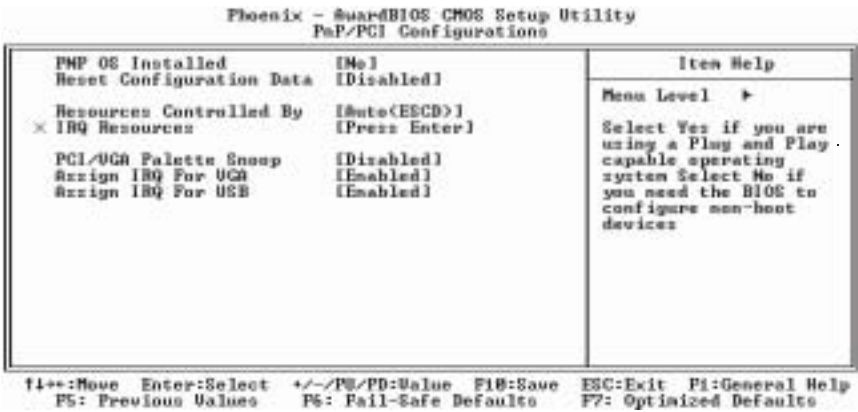 Phoenix - AwardBIOS CMOS Setup Utility
PnP/PCI Configurations
PNP OS Installed [No]
Reset Configuration Data [Disabled]
Resources Controlled By [Auto(ESCD)]
× IRQ Resources [Press Enter]
PCI/VGA Palette Snoop [Disabled]
Assign IRQ For VGA [Enabled]
Assign IRQ For USB [Enabled]
Item Help
Menu Level ▶
Select Yes if you are
using a Plug and Play
capable operating
system Select No if
you need the BIOS to
configure non-boot
devices
↑↓→←:Move Enter:Select +/-/PU/PD:Value F10:Save ESC:Exit F1:General Help
F5: Previous Values F6: Fail-Safe Defaults F7: Optimized Defaults